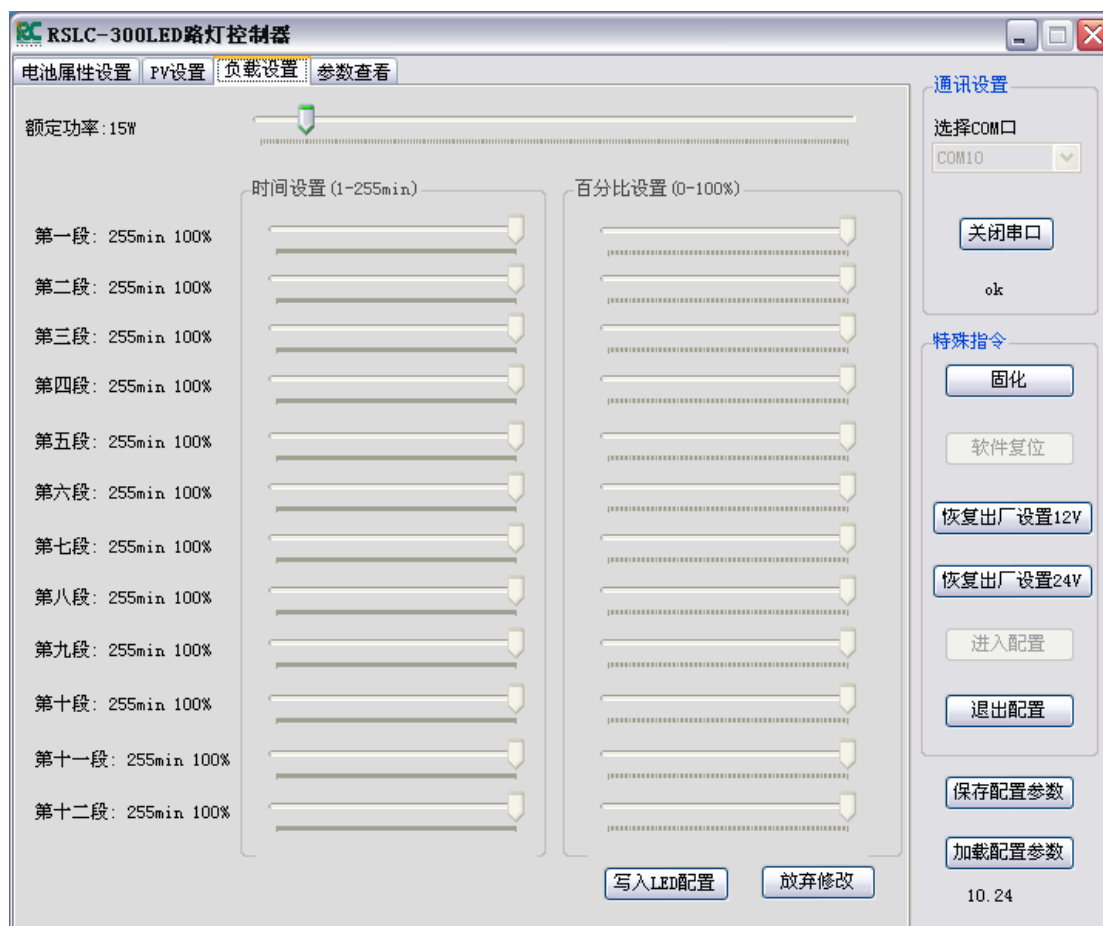 RSLC-300LED路灯控制器
电池属性设置 PV设置 负载设置 参数查看
额定功率:15W
时间设置(1-255min) 百分比设置(0-100%)
第一段: 255min 100%
第二段: 255min 100%
第三段: 255min 100%
第四段: 255min 100%
第五段: 255min 100%
第六段: 255min 100%
第七段: 255min 100%
第八段: 255min 100%
第九段: 255min 100%
第十段: 255min 100%
第十一段: 255min 100%
第十二段: 255min 100%
写入LED配置 放弃修改
通讯设置
选择COM口
COM10
关闭串口
ok
特殊指令
固化
软件复位
恢复出厂设置12V
恢复出厂设置24V
进入配置
退出配置
保存配置参数
加载配置参数
10.24